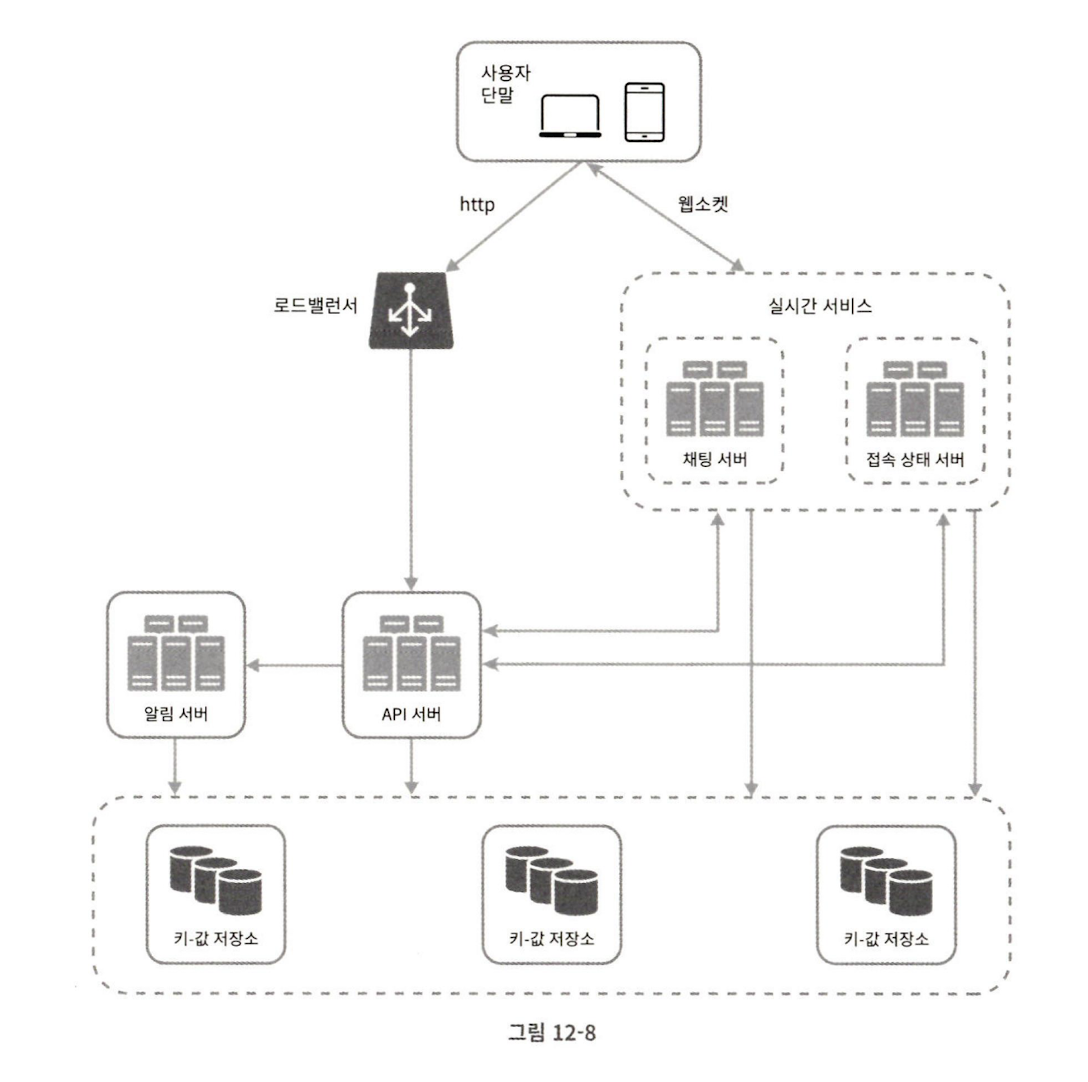 사용자
단말
http
웹소켓
로드밸런서
실시간 서비스
채팅 서버
접속 상태 서버
알림 서버
API 서버
키-값 저장소
키-값 저장소
키-값 저장소
그림 12-8